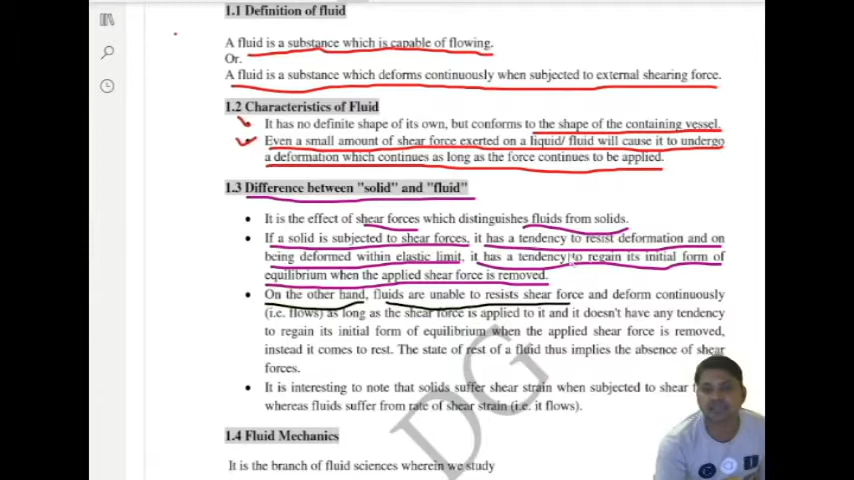 1.1 Definition of fluid
A fluid is a substance which is capable of flowing.
Or.
A fluid is a substance which deforms continuously when subjected to external shearing force.
1.2 Characteristics of Fluid
It has no definite shape of its own, but conforms to the shape of the containing vessel.
Even a small amount of shear force exerted on a liquid/ fluid will cause it to undergo
a deformation which continues as long as the force continues to be applied.
1.3 Difference between "solid" and "fluid"
• It is the effect of shear forces which distinguishes fluids from solids.
• If a solid is subjected to shear forces, it has a tendency to resist deformation and on
being deformed within elastic limit, it has a tendency to regain its initial form of
equilibrium when the applied shear force is removed.
• On the other hand, fluids are unable to resists shear force and deform continuously
(i.e. flows) as long as the shear force is applied to it and it doesn't have any tendency
to regain its initial form of equilibrium when the applied shear force is removed,
instead it comes to rest. The state of rest of a fluid thus implies the absence of shear
forces.
• It is interesting to note that solids suffer shear strain when subjected to shear
whereas fluids suffer from rate of shear strain (i.e. it flows).
1.4 Fluid Mechanics
It is the branch of fluid sciences wherein we study
DG